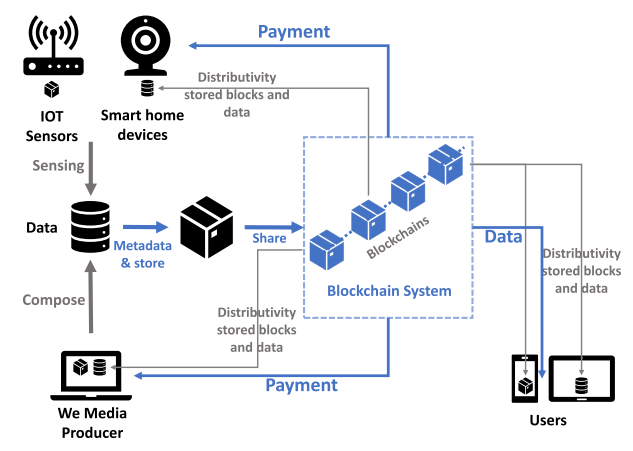 Payment
Distributivity
stored blocks and
data
IOT
Sensors
Smart home
devices
Sensing
Data
Metadata
& store
Share
Blockchains
Blockchain System
Data
Distributivity
stored blocks
and data
Compose
Distributivity
stored blocks
and data
Payment
We Media
Producer
Users